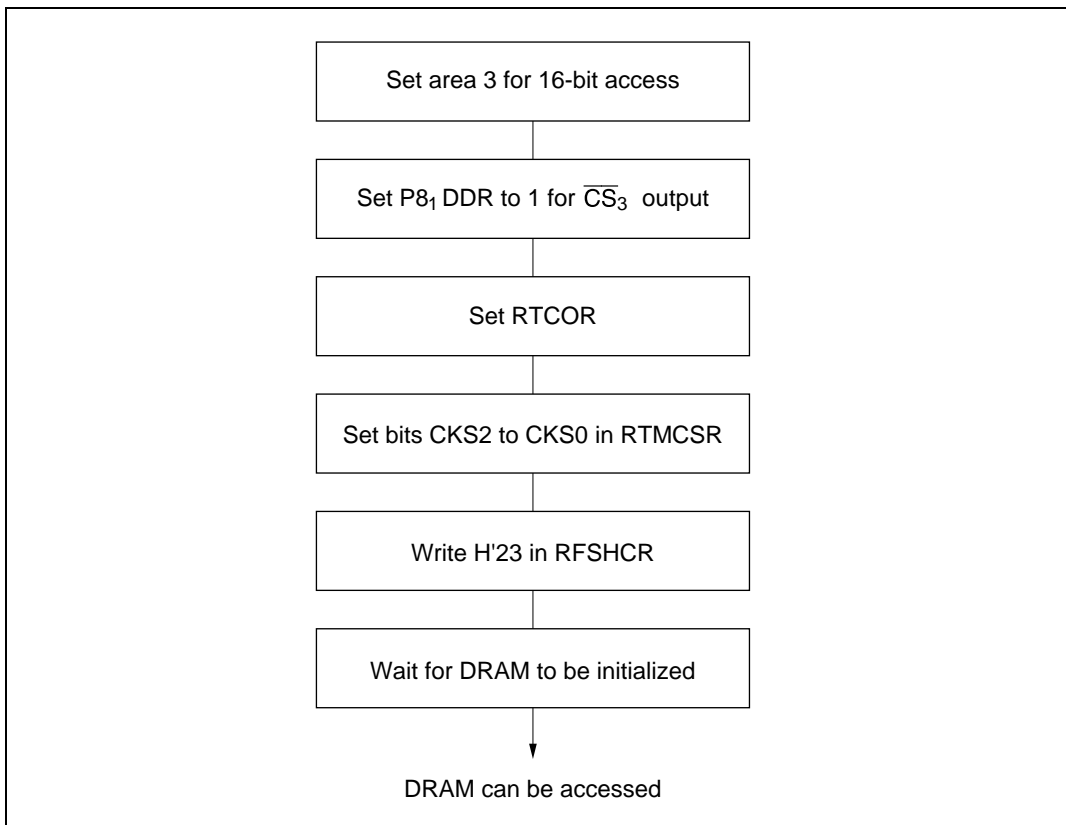 Set area 3 for 16-bit access
Set P8₁ DDR to 1 for C̅S̅₃ output
Set RTCOR
Set bits CKS2 to CKS0 in RTMCSR
Write H'23 in RFSHCR
Wait for DRAM to be initialized
DRAM can be accessed